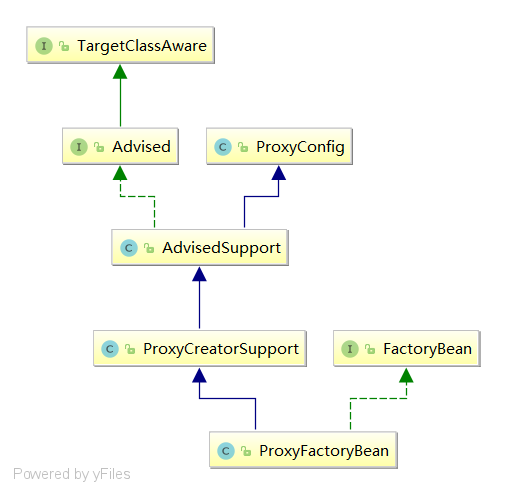 I TargetClassAware
I Advised
C ProxyConfig
C AdvisedSupport
C ProxyCreatorSupport
I FactoryBean
C ProxyFactoryBean
Powered by yFiles